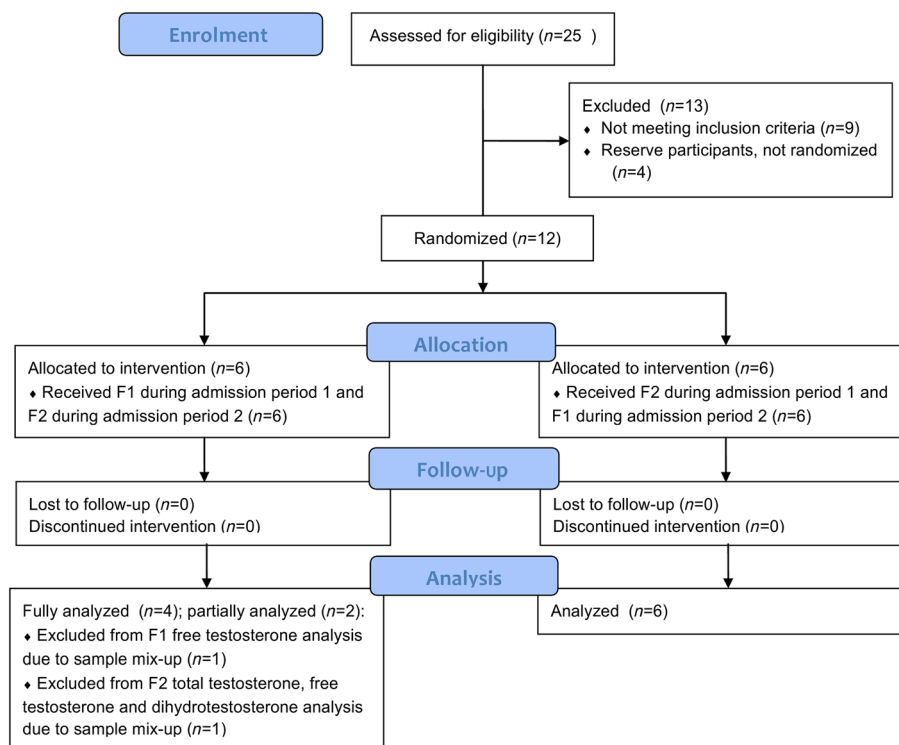 Enrolment
Assessed for eligibility (n=25 )
Excluded (n=13)
♦ Not meeting inclusion criteria (n=9)
♦ Reserve participants, not randomized
(n=4)
Randomized (n=12)
Allocation
Allocated to intervention (n=6)
♦ Received F1 during admission period 1 and
F2 during admission period 2 (n=6)
Allocated to intervention (n=6)
♦ Received F2 during admission period 1 and
F1 during admission period 2 (n=6)
Follow-up
Lost to follow-up (n=0)
Discontinued intervention (n=0)
Lost to follow-up (n=0)
Discontinued intervention (n=0)
Analysis
Fully analyzed (n=4); partially analyzed (n=2):
♦ Excluded from F1 free testosterone analysis
due to sample mix-up (n=1)
♦ Excluded from F2 total testosterone, free
testosterone and dihydrotestosterone analysis
due to sample mix-up (n=1)
Analyzed (n=6)